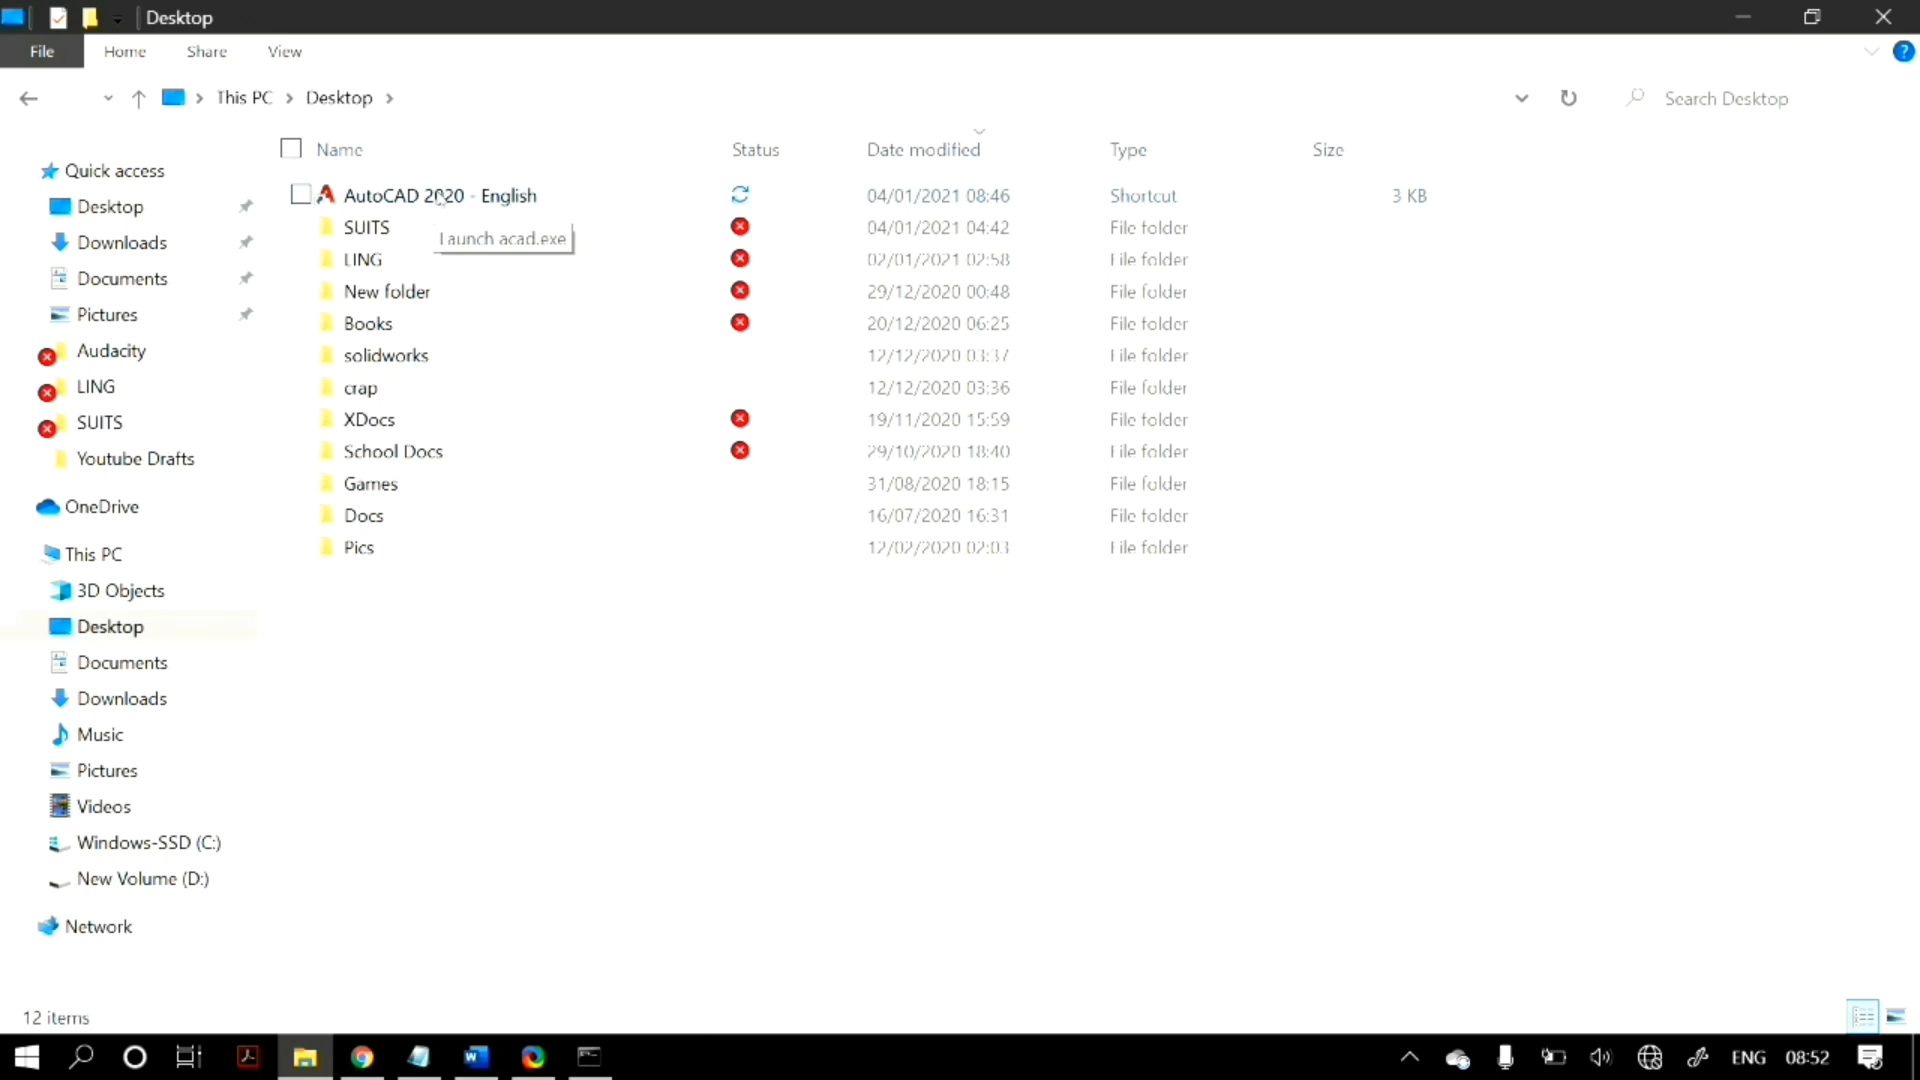 Desktop
File Home Share View
This PC Desktop Search Desktop
Name Status Date modified Type Size
Quick access
Desktop
Downloads
Documents
Pictures
Audacity
LING
SUITS
Youtube Drafts
OneDrive
This PC
3D Objects
Desktop
Documents
Downloads
Music
Pictures
Videos
Windows-SSD (C:)
New Volume (D:)
Network
AutoCAD 2020 - English 04/01/2021 08:46 Shortcut 3 KB
SUITS 04/01/2021 04:42 File folder
Launch acad.exe
LING 02/01/2021 02:58 File folder
New folder 29/12/2020 00:48 File folder
Books 20/12/2020 06:25 File folder
solidworks 12/12/2020 03:37 File folder
crap 12/12/2020 03:36 File folder
XDocs 19/11/2020 15:59 File folder
School Docs 29/10/2020 18:40 File folder
Games 31/08/2020 18:15 File folder
Docs 16/07/2020 16:31 File folder
Pics 12/02/2020 02:03 File folder
12 items
ENG 08:52